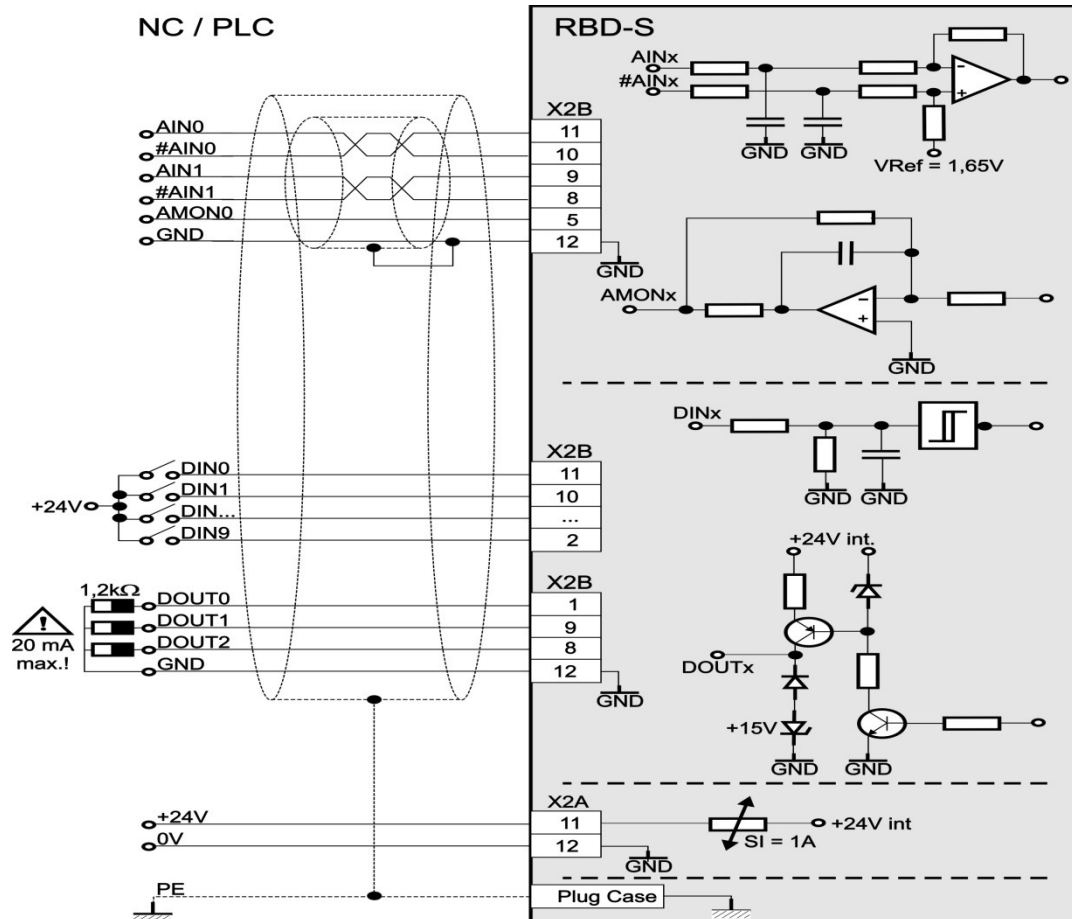 NC / PLC
RBD-S
AINx
#AINx
GND
GND
VRef = 1,65V
X2B
AIN0
11
#AIN0
10
AIN1
9
#AIN1
8
AMON0
5
GND
12
GND
AMONx
GND
DINx
GND
GND
X2B
DIN0
11
DIN1
10
+24V
DIN...
...
DIN9
2
+24V int.
X2B
1,2kΩ
DOUT0
1
DOUT1
9
DOUT2
8
GND
12
GND
!
20 mA
max.!
DOUTx
+15V
GND
GND
X2A
+24V
11
0V
12
GND
+24V int
SI = 1A
PE
Plug Case